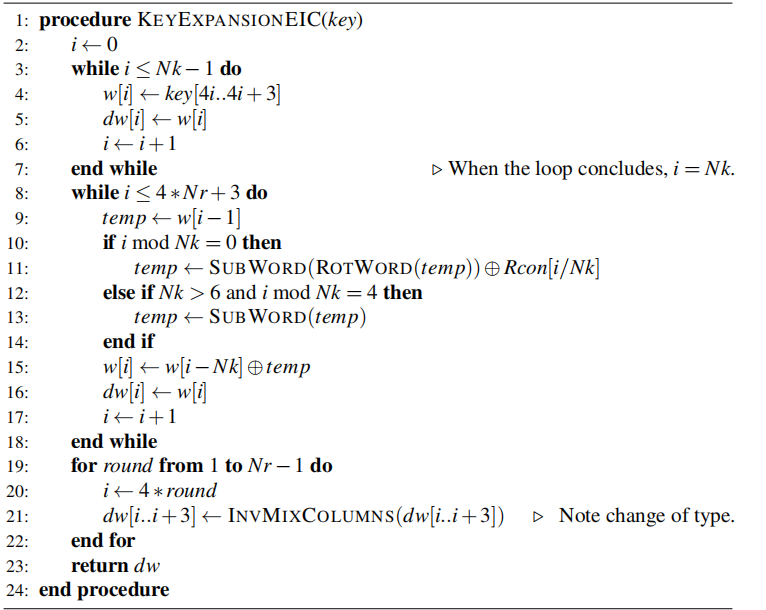 1: procedure KEYEXPANSIONEIC(key)
2: i ← 0
3: while i ≤ Nk − 1 do
4: w[i] ← key[4i..4i+3]
5: dw[i] ← w[i]
6: i ← i+1
7: end while ▷ When the loop concludes, i = Nk.
8: while i ≤ 4 ∗ Nr + 3 do
9: temp ← w[i−1]
10: if i mod Nk = 0 then
11: temp ← SUBWORD(ROTWORD(temp)) ⊕ Rcon[i/Nk]
12: else if Nk > 6 and i mod Nk = 4 then
13: temp ← SUBWORD(temp)
14: end if
15: w[i] ← w[i−Nk] ⊕ temp
16: dw[i] ← w[i]
17: i ← i+1
18: end while
19: for round from 1 to Nr − 1 do
20: i ← 4 ∗ round
21: dw[i..i+3] ← INVMIXCOLUMNS(dw[i..i+3]) ▷ Note change of type.
22: end for
23: return dw
24: end procedure